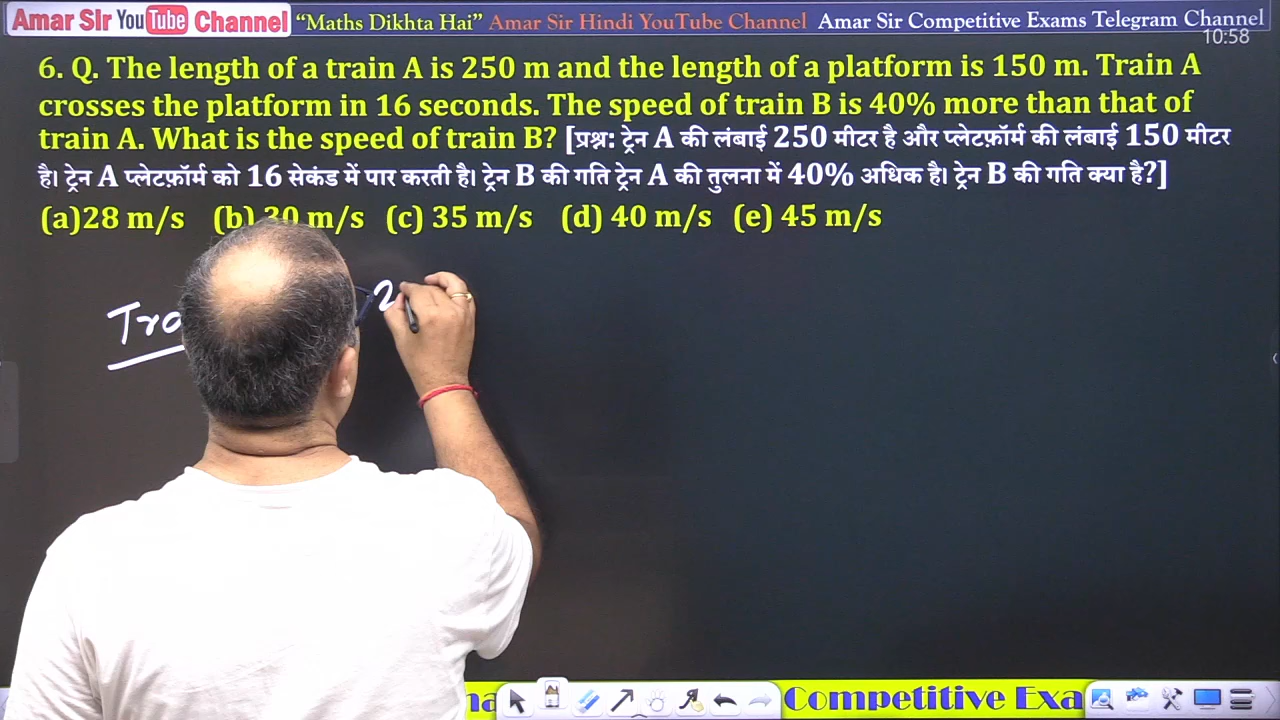 Amar SIr YouTube Channel "Maths Dikhta Hai" Amar Sir Hindi YouTube Channel Amar Sir Competitive Exams Telegram Channel
10:58
6. Q. The length of a train A is 250 m and the length of a platform is 150 m. Train A
crosses the platform in 16 seconds. The speed of train B is 40% more than that of
train A. What is the speed of train B? [प्रश्न: ट्रेन A की लंबाई 250 मीटर है और प्लेटफ़ॉर्म की लंबाई 150 मीटर
है। ट्रेन A प्लेटफ़ॉर्म को 16 सेकंड में पार करती है। ट्रेन B की गति ट्रेन A की तुलना में 40% अधिक है। ट्रेन B की गति क्या है?]
(a)28 m/s (b) 30 m/s (c) 35 m/s (d) 40 m/s (e) 45 m/s
Tra 2
Competitive Exa